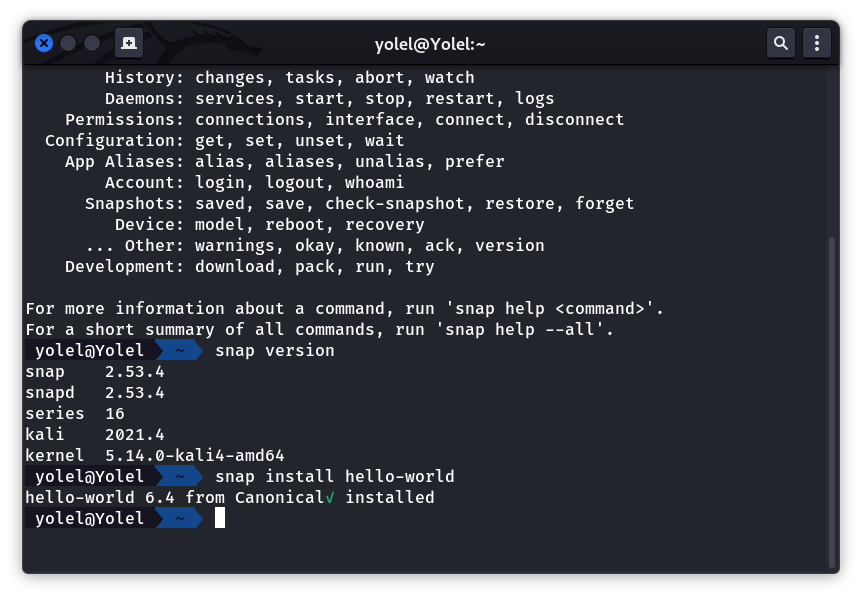 yolel@Yolel:~
History: changes, tasks, abort, watch
Daemons: services, start, stop, restart, logs
Permissions: connections, interface, connect, disconnect
Configuration: get, set, unset, wait
App Aliases: alias, aliases, unalias, prefer
Account: login, logout, whoami
Snapshots: saved, save, check-snapshot, restore, forget
Device: model, reboot, recovery
... Other: warnings, okay, known, ack, version
Development: download, pack, run, try
For more information about a command, run 'snap help <command>'.
For a short summary of all commands, run 'snap help --all'.
yolel@Yolel ~ snap version
snap 2.53.4
snapd 2.53.4
series 16
kali 2021.4
kernel 5.14.0-kali4-amd64
yolel@Yolel ~ snap install hello-world
hello-world 6.4 from Canonical✓ installed
yolel@Yolel ~